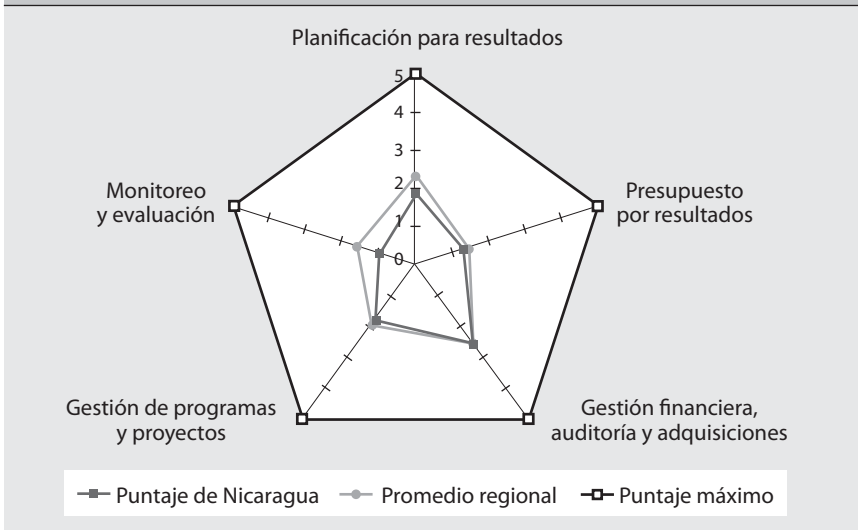 Planificación para resultados
5
4
3
2
1
0
Monitoreo
y evaluación
Presupuesto
por resultados
Gestión de programas
y proyectos
Gestión financiera,
auditoría y adquisiciones
Puntaje de Nicaragua
Promedio regional
Puntaje máximo